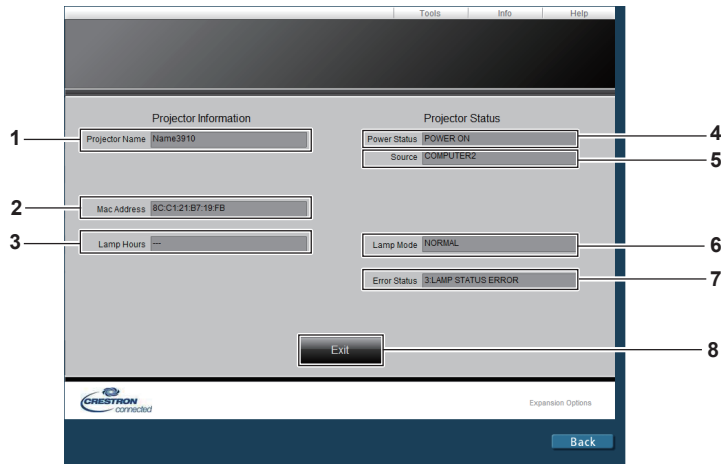 Tools Info Help
Projector Information Projector Status
1 Projector Name Name3910 Power Status POWER ON 4
Source COMPUTER2 5
2 Mac Address 8C:C1:21:B7:19:FB
3 Lamp Hours --- Lamp Mode NORMAL 6
Error Status 3:LAMP STATUS ERROR 7
Exit 8
CRESTRON
connected
Expansion Options
Back